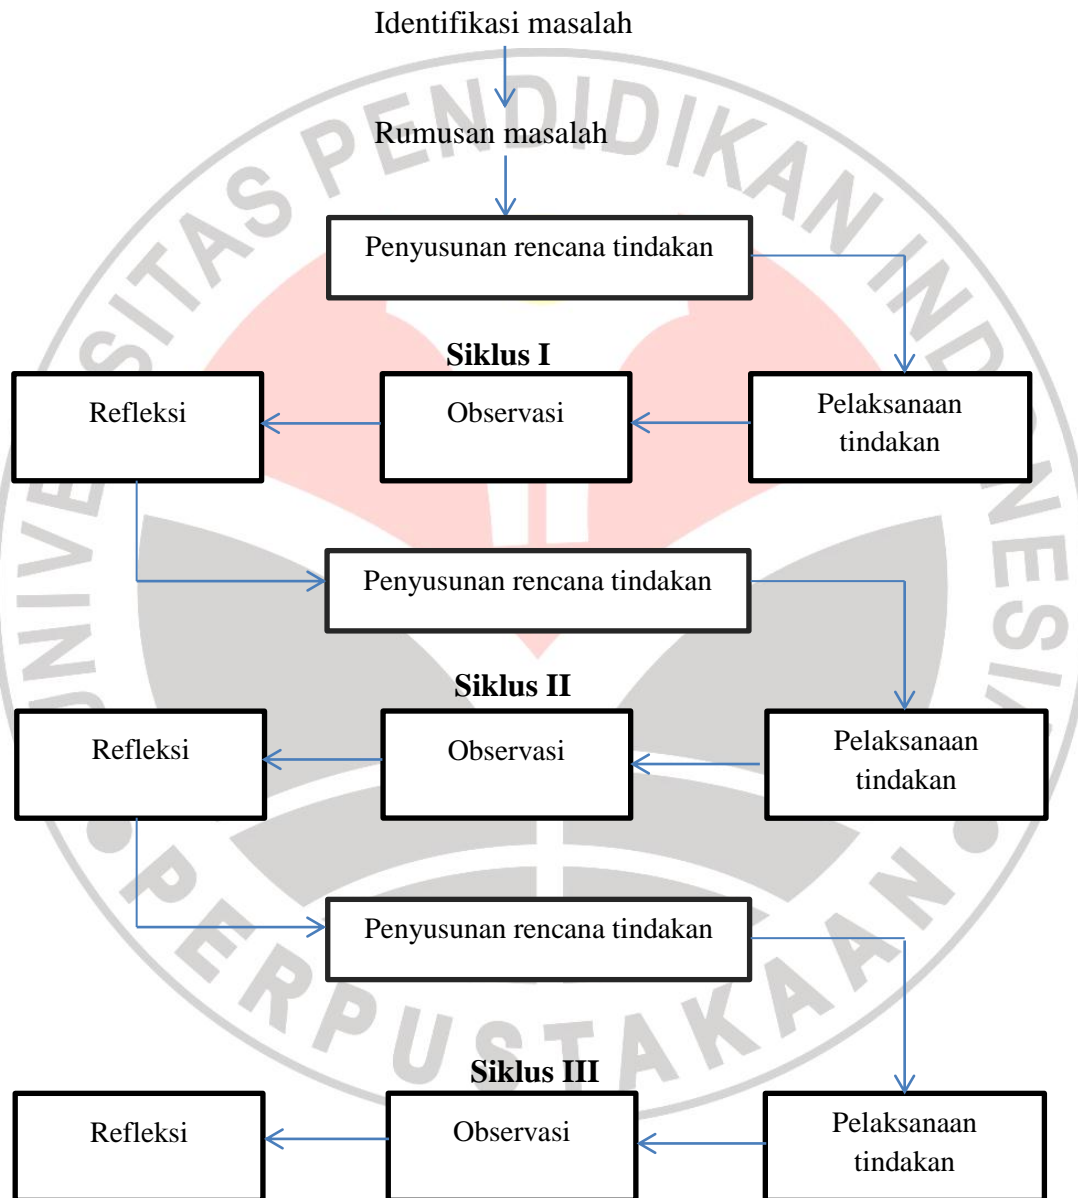 Identifikasi masalah
Rumusan masalah
Penyusunan rencana tindakan
Siklus I
Refleksi
Observasi
Pelaksanaan
tindakan
Penyusunan rencana tindakan
Siklus II
Refleksi
Observasi
Pelaksanaan
tindakan
Penyusunan rencana tindakan
Siklus III
Refleksi
Observasi
Pelaksanaan
tindakan
UNIVERSITAS PENDIDIKAN INDONESIA
PERPUSTAKAAN